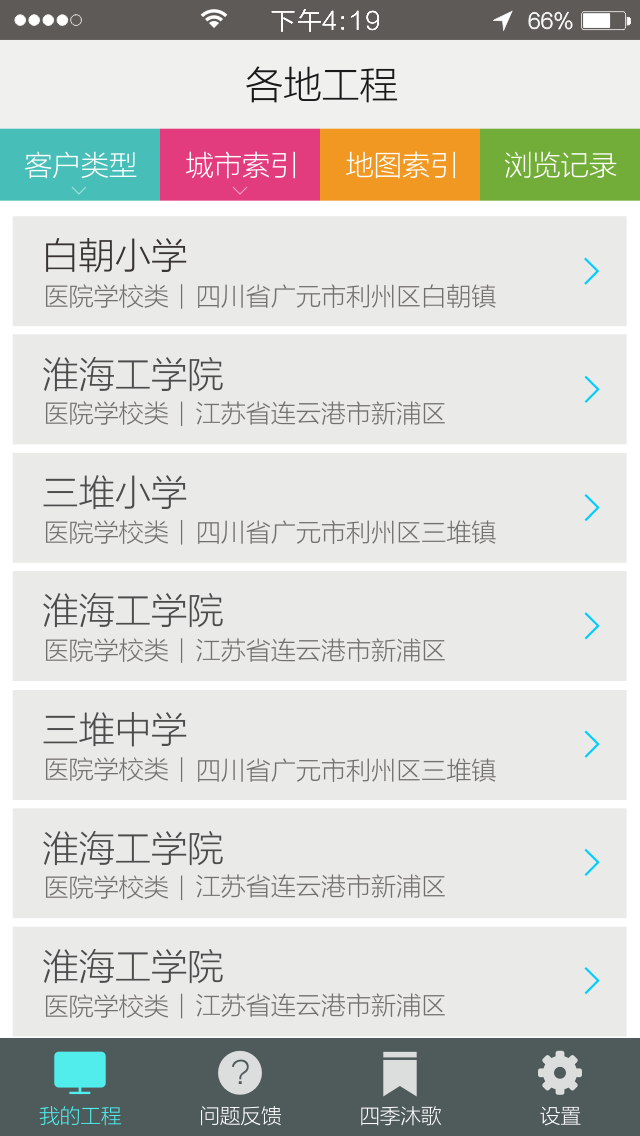 下午4:19 66%
各地工程
客户类型 城市索引 地图索引 浏览记录
白朝小学
医院学校类｜四川省广元市利州区白朝镇
淮海工学院
医院学校类｜江苏省连云港市新浦区
三堆小学
医院学校类｜四川省广元市利州区三堆镇
淮海工学院
医院学校类｜江苏省连云港市新浦区
三堆中学
医院学校类｜四川省广元市利州区三堆镇
淮海工学院
医院学校类｜江苏省连云港市新浦区
淮海工学院
医院学校类｜江苏省连云港市新浦区
?
我的工程 问题反馈 四季沐歌 设置